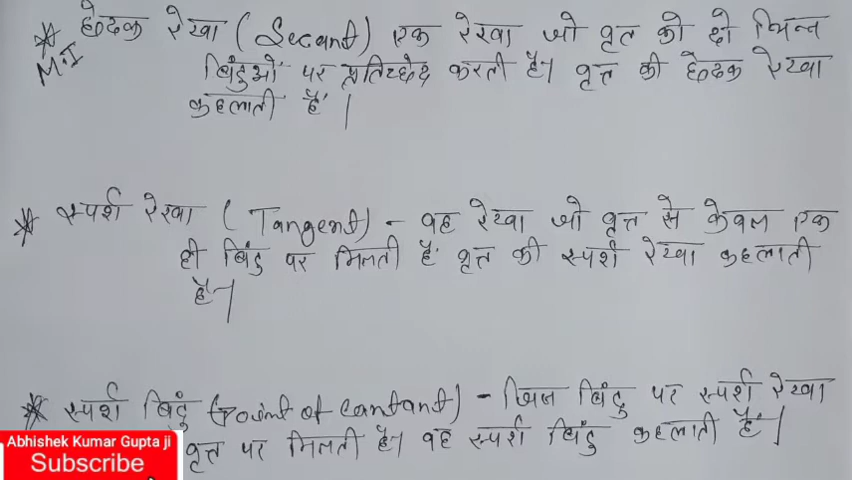 * छेदक रेखा (Secant) एक रेखा जो वृत को दो भिन्न
M.I बिंदुओं पर प्रतिच्छेद करती है। वृत्त की छेदक रेखा
कहलाती हैं।
* स्पर्श रेखा (Tangent) - वह रेखा जो वृत्त से केवल एक
ही बिंदु पर मिलती हैं वृत्त की स्पर्श रेखा कहलाती
है।
* स्पर्श बिंदु (Point of Contant) - जिस बिंदु पर स्पर्श रेखा
वृत्त पर मिलती है। वह स्पर्श बिंदु कहलाती है।
Abhishek Kumar Gupta ji
Subscribe